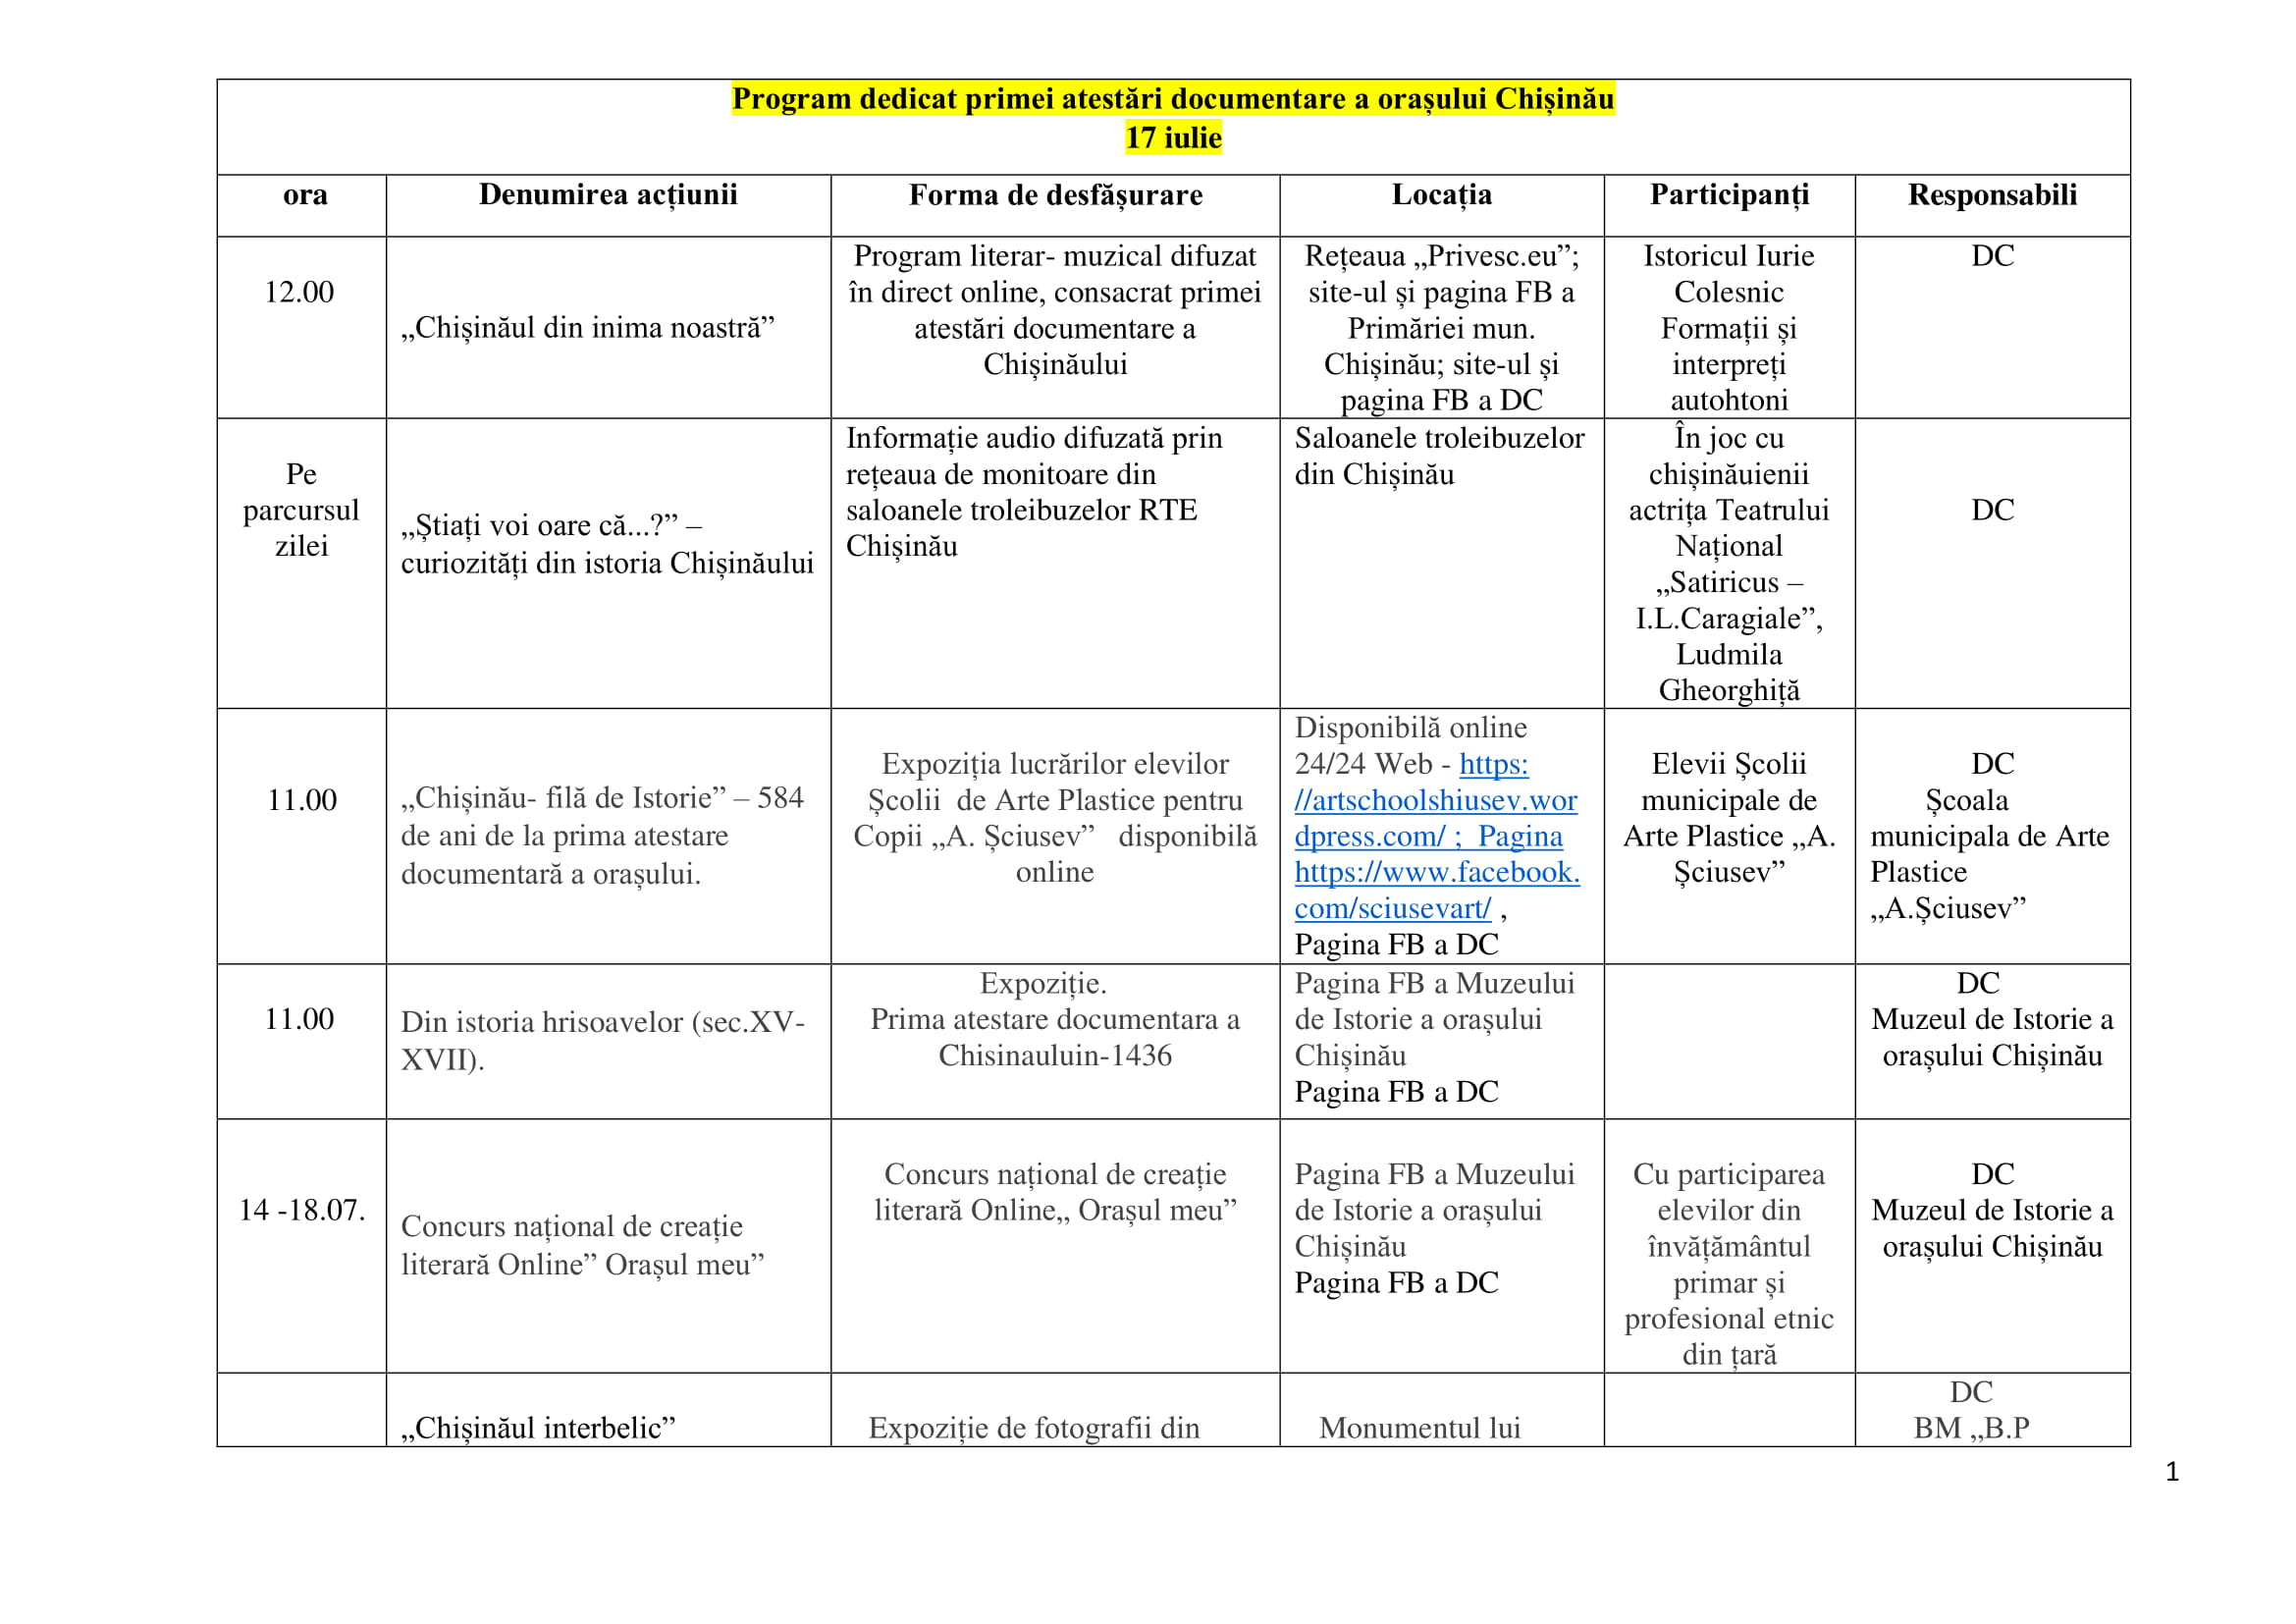 Program dedicat primei atestări documentare a orașului Chișinău
17 iulie
ora
Denumirea acțiunii
Forma de desfășurare
Locația
Participanți
Responsabili
12.00
„Chișinăul din inima noastră”
Program literar- muzical difuzat
în direct online, consacrat primei
atestări documentare a
Chișinăului
Rețeaua „Privesc.eu”;
site-ul și pagina FB a
Primăriei mun.
Chișinău; site-ul și
pagina FB a DC
Istoricul Iurie
Colesnic
Formații și
interpreți
autohtoni
DC
Pe
parcursul
zilei
„Știați voi oare că...?” –
curiozități din istoria Chișinăului
Informație audio difuzată prin
rețeaua de monitoare din
saloanele troleibuzelor RTE
Chișinău
Saloanele troleibuzelor
din Chișinău
În joc cu
chișinăuienii
actrița Teatrului
Național
„Satiricus –
I.L.Caragiale”,
Ludmila
Gheorghiță
DC
11.00
„Chișinău- filă de Istorie” – 584
de ani de la prima atestare
documentară a orașului.
Expoziția lucrărilor elevilor
Școlii de Arte Plastice pentru
Copii „A. Șciusev” disponibilă
online
Disponibilă online
24/24 Web - https:
//artschoolshiusev.wor
dpress.com/ ; Pagina
https://www.facebook.
com/sciusevart/ ,
Pagina FB a DC
Elevii Școlii
municipale de
Arte Plastice „A.
Șciusev”
DC
Școala
municipala de Arte
Plastice
„A.Șciusev”
11.00
Din istoria hrisoavelor (sec.XV-
XVII).
Expoziție.
Prima atestare documentara a
Chisinauluin-1436
Pagina FB a Muzeului
de Istorie a orașului
Chișinău
Pagina FB a DC
DC
Muzeul de Istorie a
orașului Chișinău
14 -18.07.
Concurs național de creație
literară Online” Orașul meu”
Concurs național de creație
literară Online„ Orașul meu”
Pagina FB a Muzeului
de Istorie a orașului
Chișinău
Pagina FB a DC
Cu participarea
elevilor din
învățământul
primar și
profesional etnic
din țară
DC
Muzeul de Istorie a
orașului Chișinău
„Chișinăul interbelic”
Expoziție de fotografii din
Monumentul lui
DC
BM „B.P
1